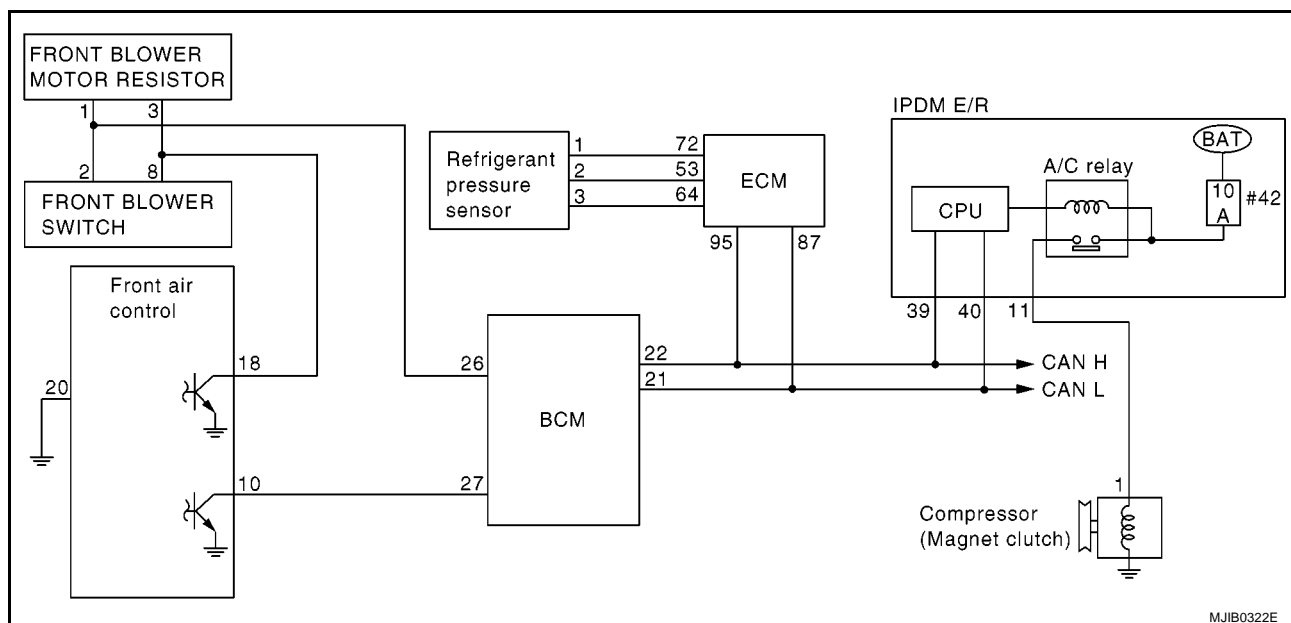 FRONT BLOWER
MOTOR RESISTOR
1
3
2
8
FRONT BLOWER
SWITCH
Refrigerant
pressure
sensor
1
2
3
72
53
64
ECM
95
87
IPDM E/R
BAT
A/C relay
10
A
#42
CPU
39
40
11
Front air
control
18
20
10
26
27
BCM
22
21
CAN H
CAN L
1
Compressor
(Magnet clutch)
MJIB0322E